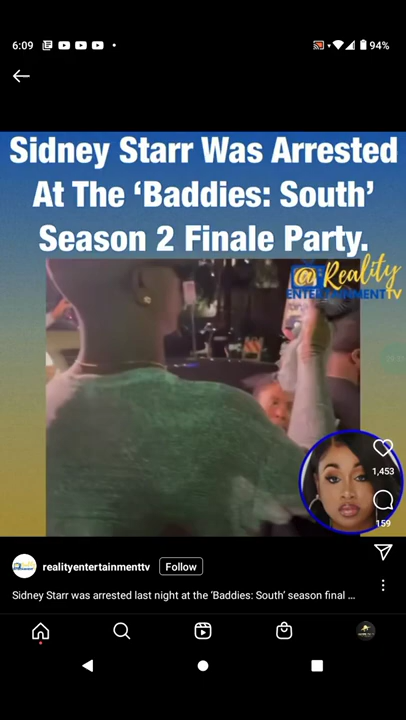 6:09
94%
Sidney Starr Was Arrested
At The ‘Baddies: South’
Season 2 Finale Party.
@Reality
ENTERTAINMENTTV
1,453
159
realityentertainmenttv
Follow
Sidney Starr was arrested last night at the ‘Baddies: South’ season final ...